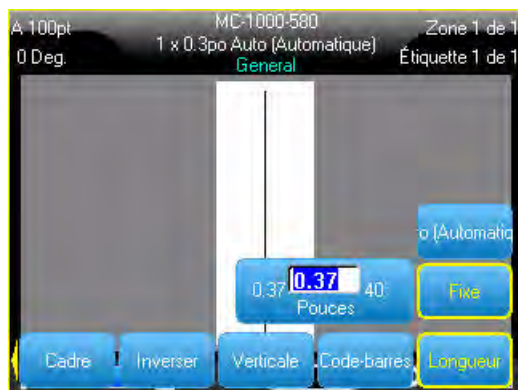 A 100pt
MC-1000-580
Zone 1 de 1
0 Deg.
1 x 0.3po Auto (Automatique)
Étiquette 1 de 1
General
o (Automatiq
0.37 0.37 40
Pouces
Fixe
Cadre Inverser Verticale Code-barres Longueur